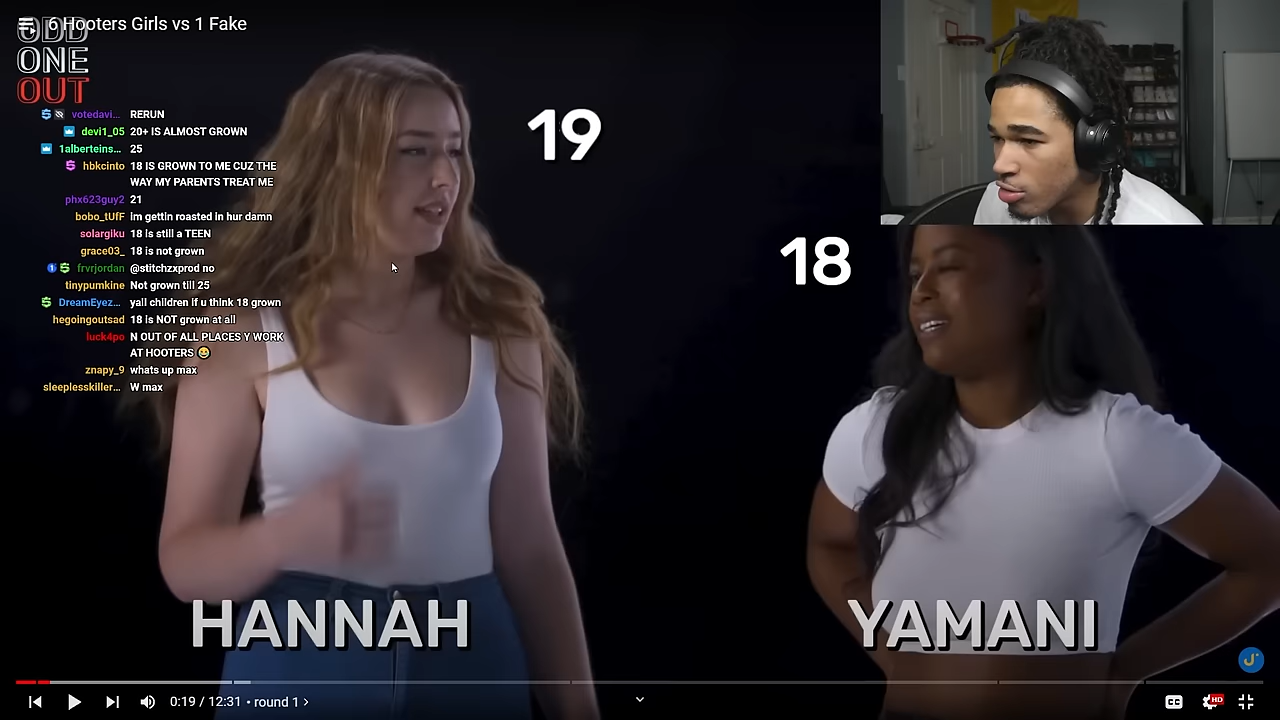 6 Hooters Girls vs 1 Fake
ODD
ONE
OUT
votedavi... RERUN
devi1_05 20+ IS ALMOST GROWN
1alberteins... 25
hbkcinto 18 IS GROWN TO ME CUZ THE
WAY MY PARENTS TREAT ME
phx623guy2 21
bobo_tUfF im gettin roasted in hur damn
solargiku 18 is still a TEEN
grace03_ 18 is not grown
frvrjordan @stitchzxprod no
tinypumkine Not grown till 25
DreamEyez... yall children if u think 18 grown
hegoingoutsad 18 is NOT grown at all
luck4po N OUT OF ALL PLACES Y WORK
AT HOOTERS 😆
znapy_9 whats up max
sleeplesskiller... W max
19
18
HANNAH
YAMANI
0:19 / 12:31 • round 1 >
CC
HD